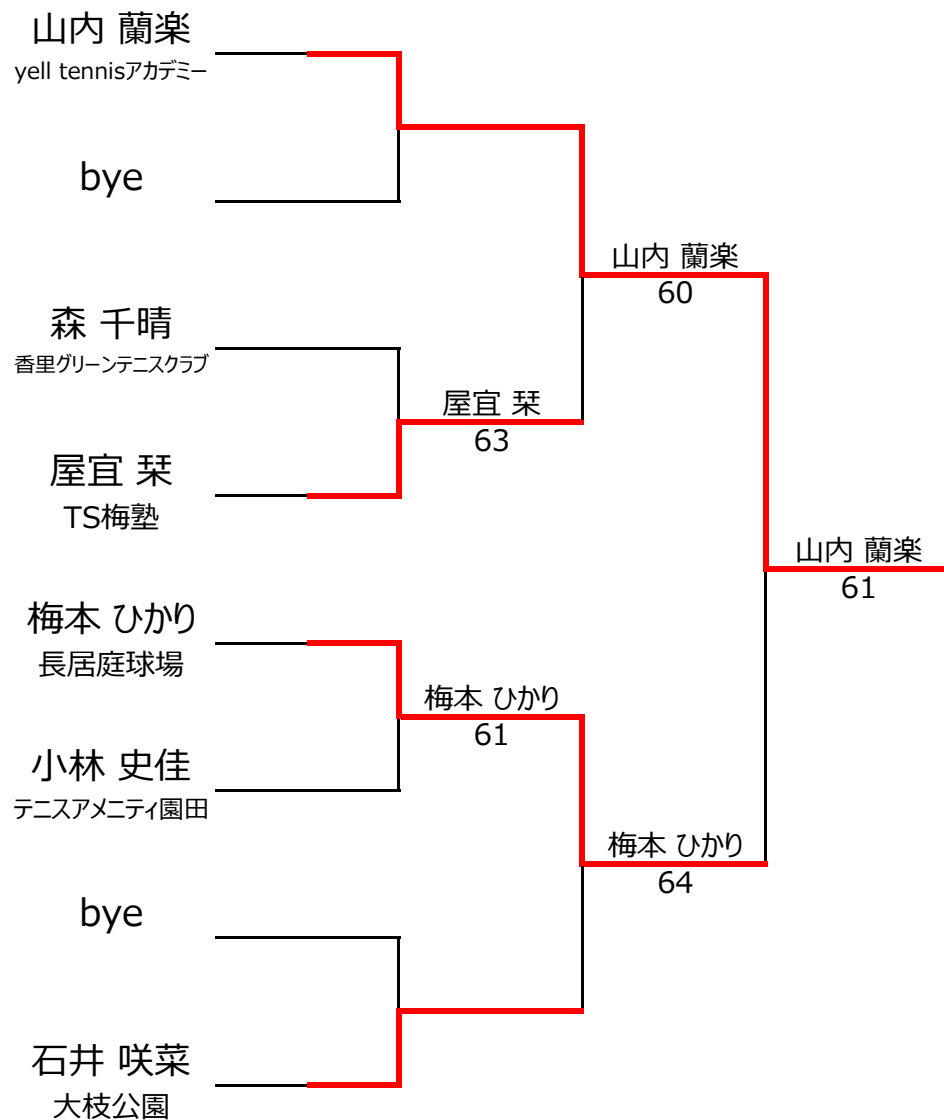 山内 蘭楽
yell tennisアカデミー
bye
山内 蘭楽
60
森 千晴
香里グリーンテニスクラブ
屋宜 栞
63
屋宜 栞
TS梅塾
山内 蘭楽
61
梅本 ひかり
長居庭球場
梅本 ひかり
61
小林 史佳
テニスアメニティ園田
梅本 ひかり
64
bye
石井 咲菜
大枝公園